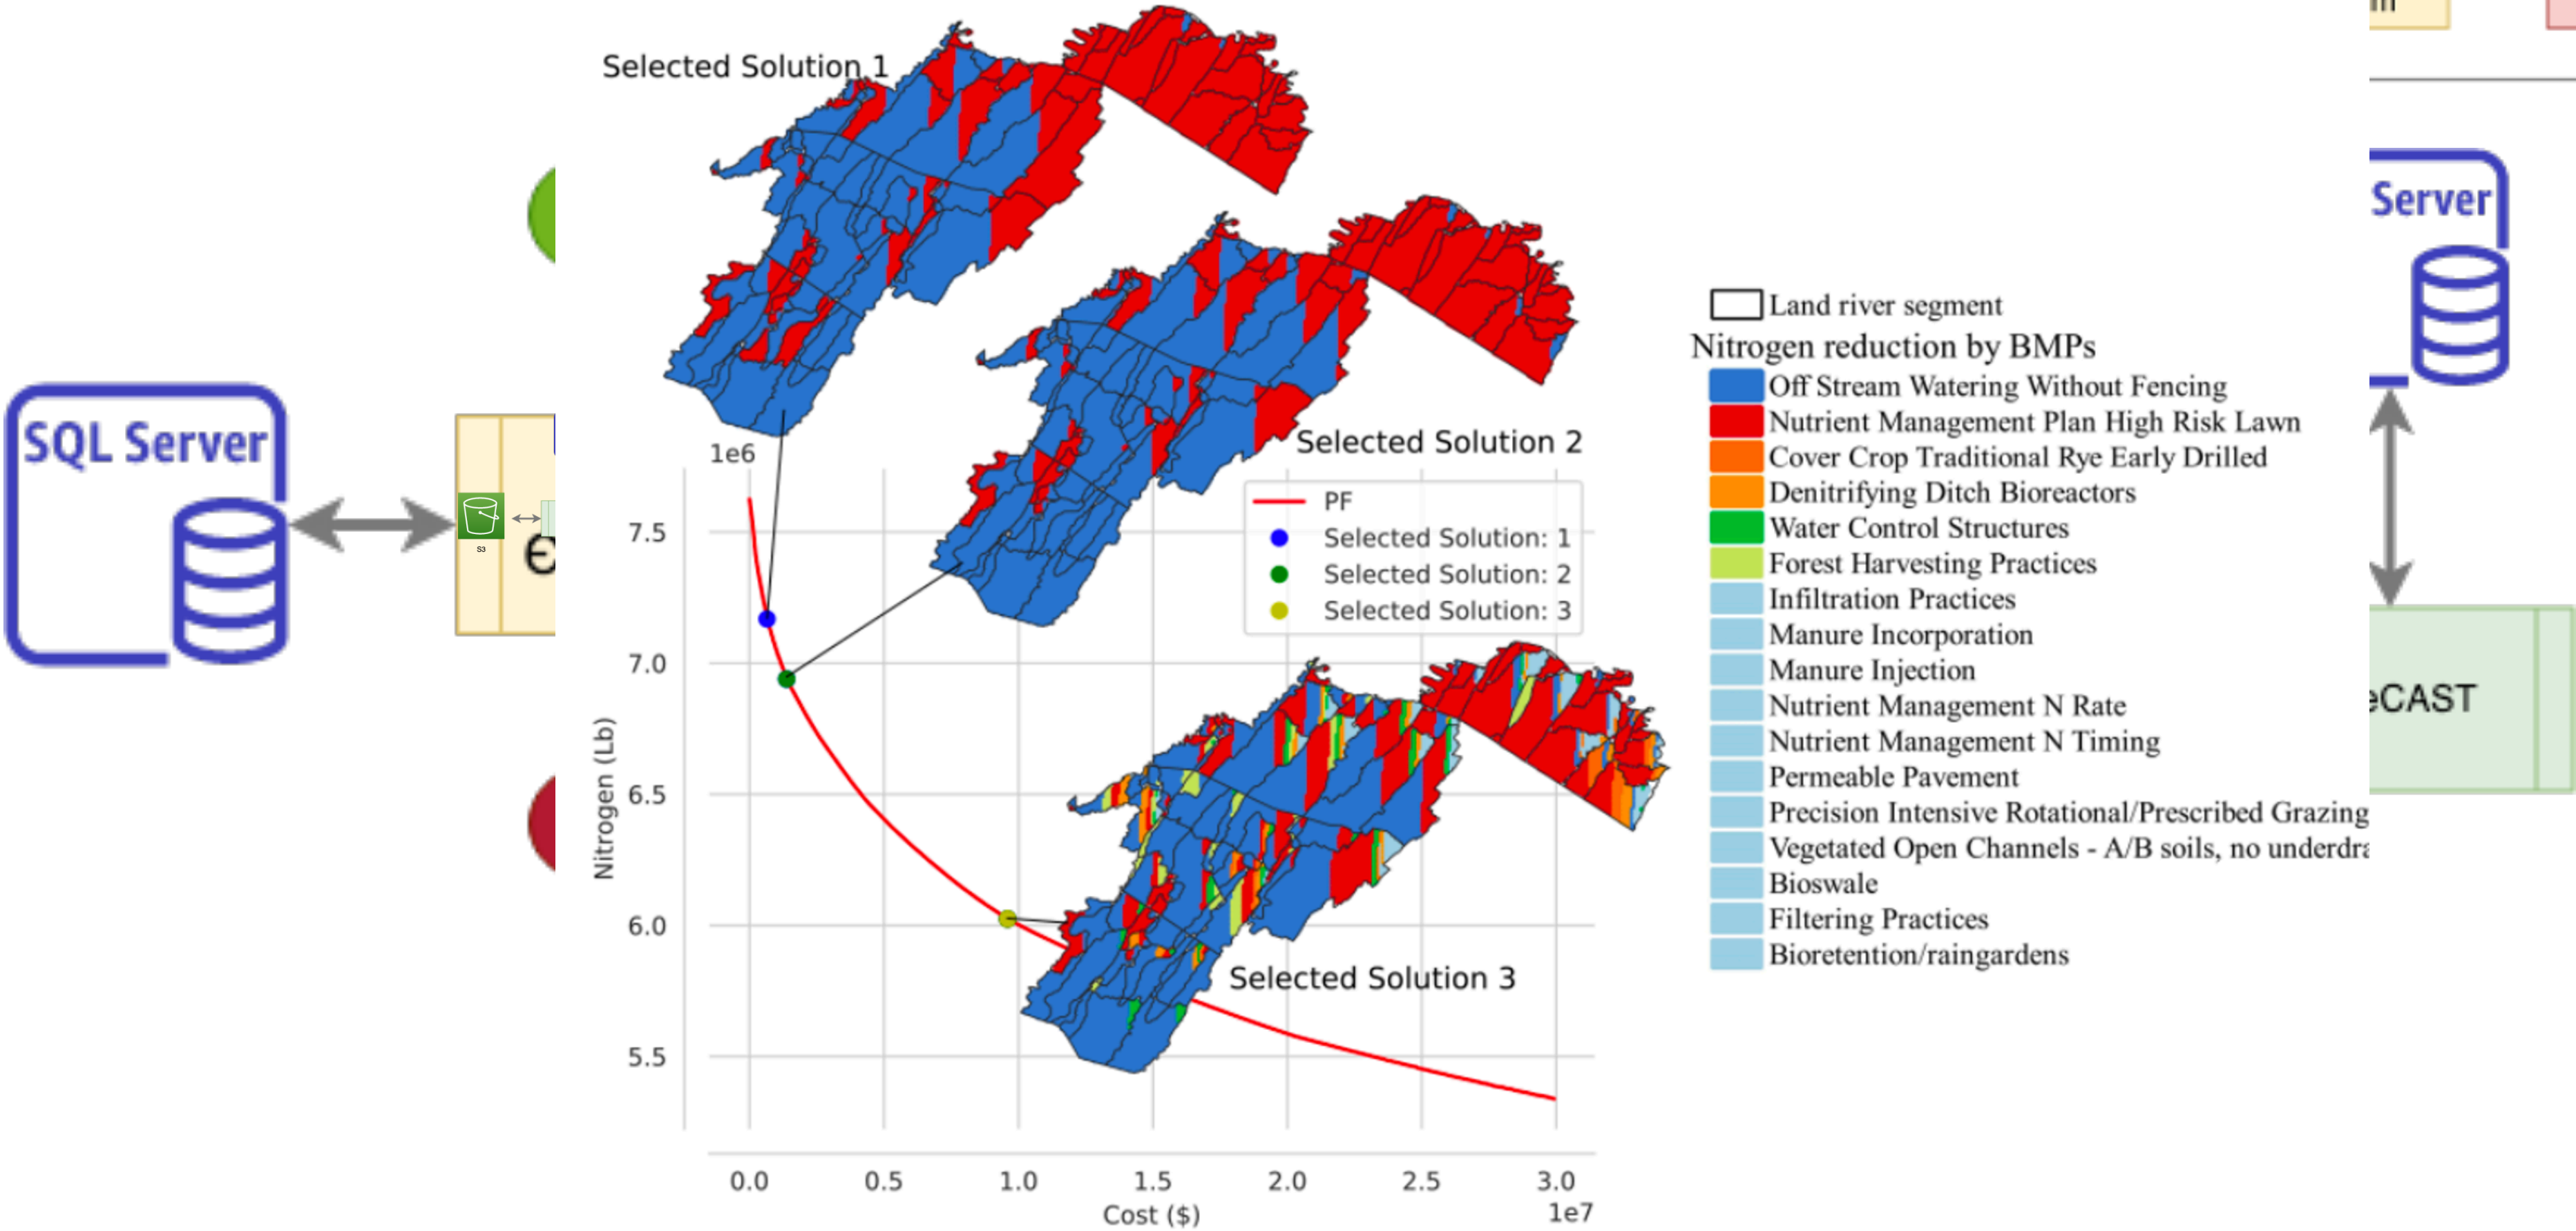 SQL Server
S3
Selected Solution 1
Selected Solution 2
Selected Solution 3
1e6
7.5
7.0
6.5
6.0
5.5
Nitrogen (Lb)
0.0 0.5 1.0 1.5 2.0 2.5 3.0
1e7
Cost ($)
PF
Selected Solution: 1
Selected Solution: 2
Selected Solution: 3
Land river segment
Nitrogen reduction by BMPs
Off Stream Watering Without Fencing
Nutrient Management Plan High Risk Lawn
Cover Crop Traditional Rye Early Drilled
Denitrifying Ditch Bioreactors
Water Control Structures
Forest Harvesting Practices
Infiltration Practices
Manure Incorporation
Manure Injection
Nutrient Management N Rate
Nutrient Management N Timing
Permeable Pavement
Precision Intensive Rotational/Prescribed Grazing
Vegetated Open Channels - A/B soils, no
Bioswale
Filtering Practices
Bioretention/raingardens
Server
eCAST